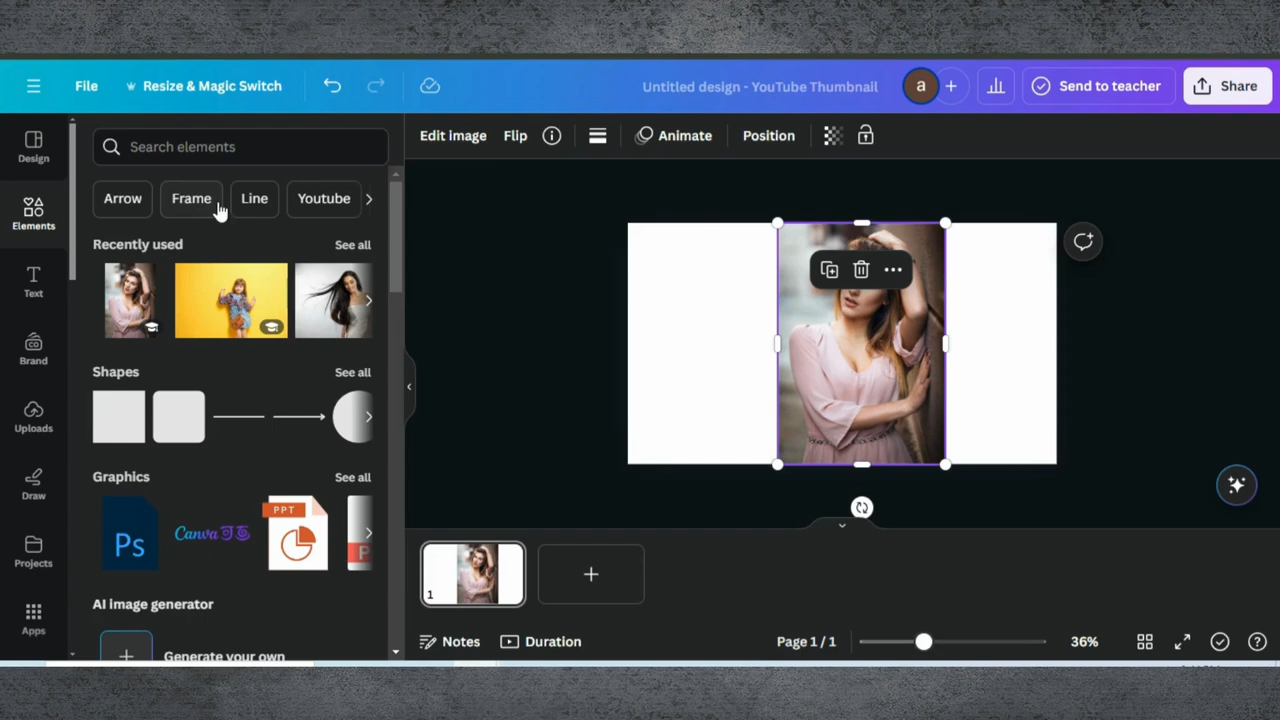 File
Resize & Magic Switch
Untitled design - YouTube Thumbnail
a
Send to teacher
Share
Design
Elements
Text
Brand
Uploads
Draw
Projects
Apps
Search elements
Arrow
Frame
Line
Youtube
Recently used
See all
Shapes
See all
Graphics
See all
Ps
Canva
PPT
P
AI image generator
Generate your own
Edit image
Flip
Animate
Position
1
Notes
Duration
Page 1 / 1
36%